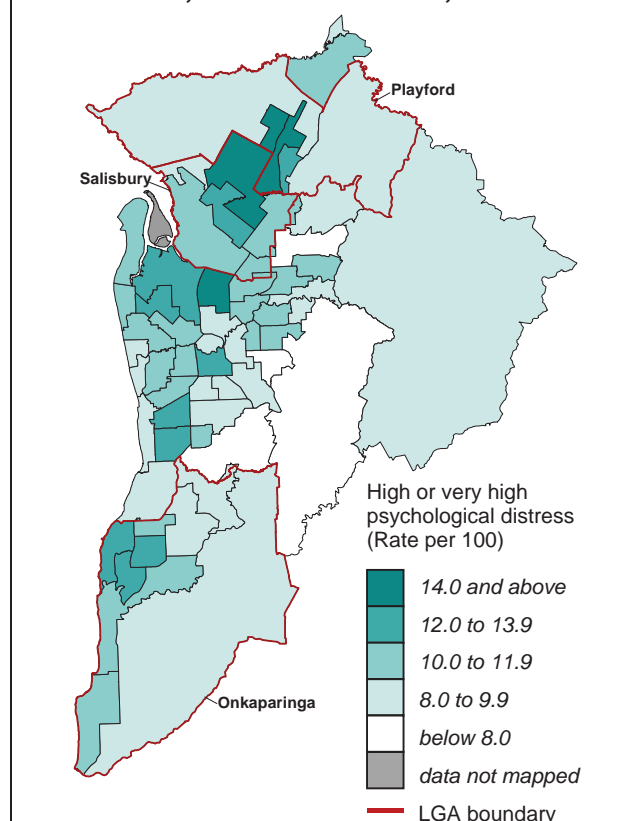 Playford
Salisbury
High or very high
psychological distress
(Rate per 100)
14.0 and above
12.0 to 13.9
10.0 to 11.9
8.0 to 9.9
Onkaparinga
below 8.0
data not mapped
LGA boundary